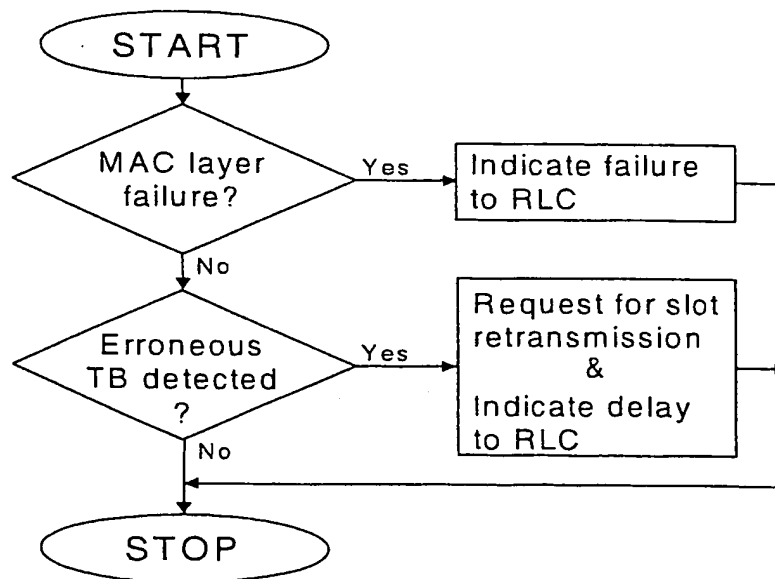 START
MAC layer
failure?
Yes
Indicate failure
to RLC
No
Erroneous
TB detected
?
Yes
Request for slot
retransmission
&
Indicate delay
to RLC
No
STOP